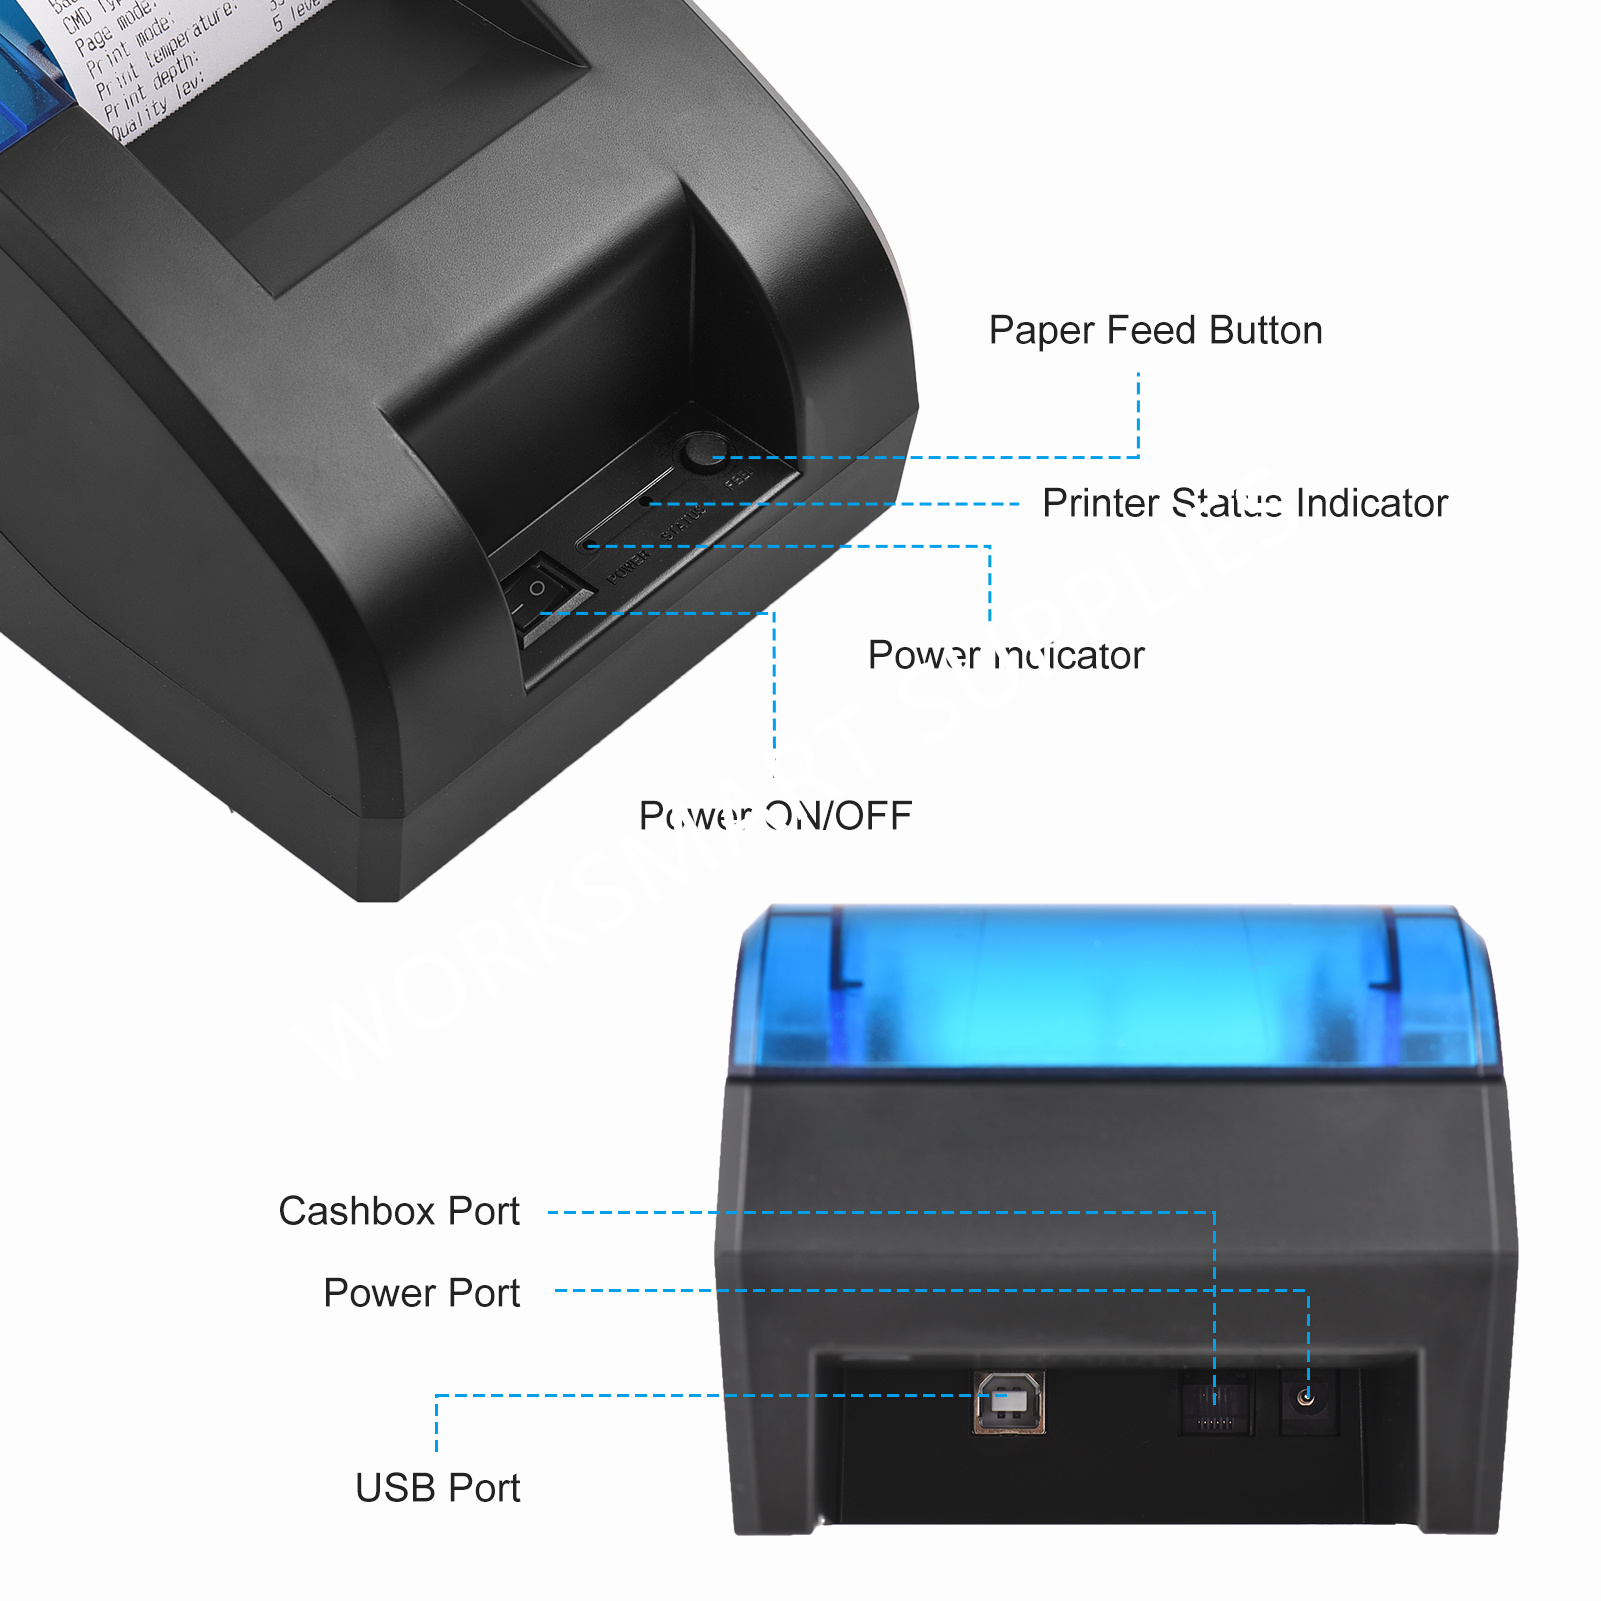 CMD Typ
Page mode:
Print mode:
Print temperature:
Print depth: 5 leve
Quality lev:
Paper Feed Button
FEED
Printer Status Indicator
STATUS
POWER
Power Indicator
Power ON/OFF
WORKSMART SUPPLIES
Cashbox Port
Power Port
USB Port